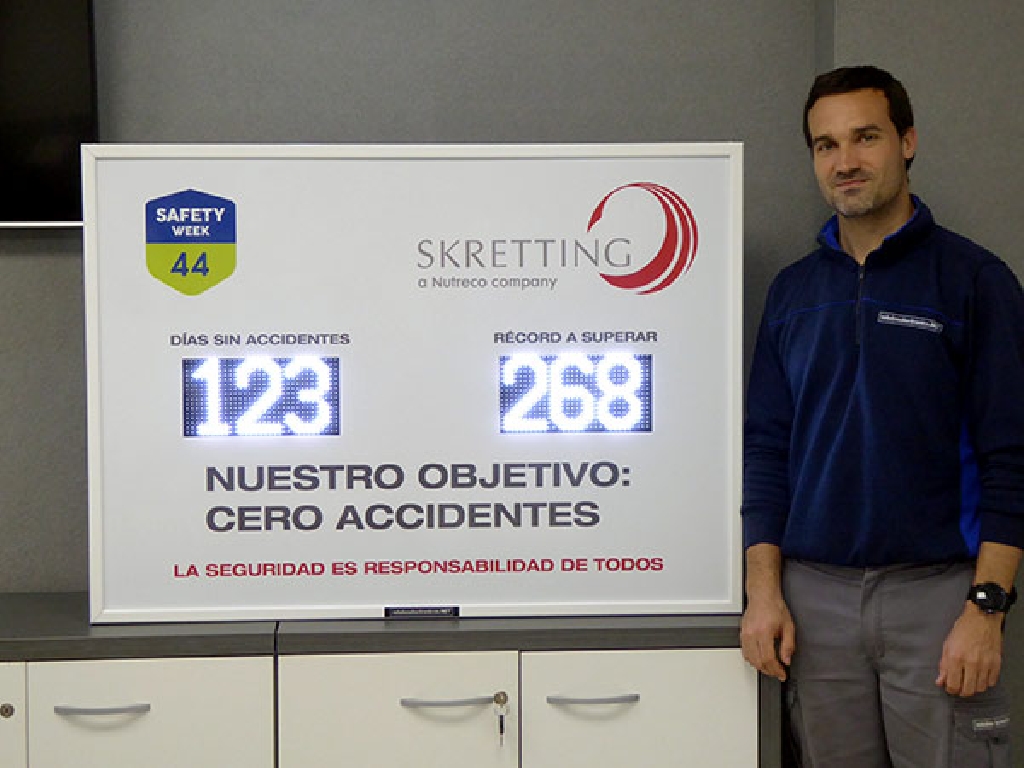 SAFETY
WEEK
44
SKRETTING
a Nutreco company
DÍAS SIN ACCIDENTES
RÉCORD A SUPERAR
123
268
NUESTRO OBJETIVO:
CERO ACCIDENTES
LA SEGURIDAD ES RESPONSABILIDAD DE TODOS